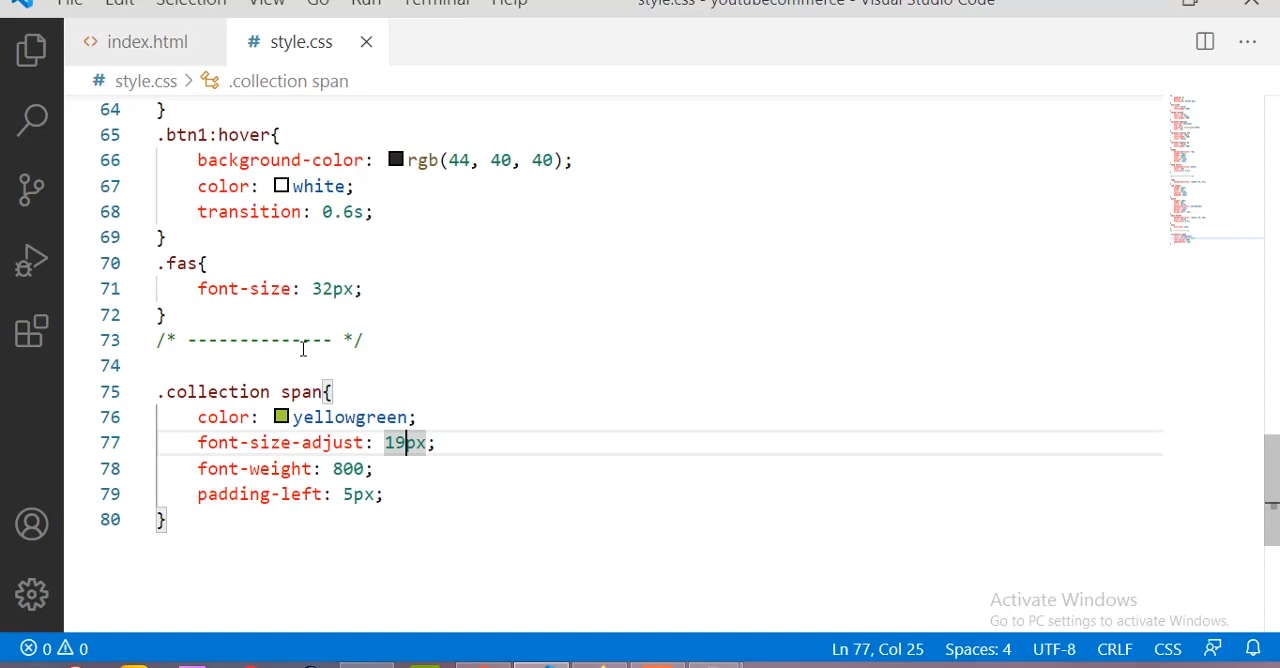 File Edit Selection View Go Run Terminal Help style.css - youtubecommerce - Visual Studio Code
<> index.html # style.css
# style.css > .collection span
64 }
65 .btn1:hover{
66 background-color: rgb(44, 40, 40);
67 color: white;
68 transition: 0.6s;
69 }
70 .fas{
71 font-size: 32px;
72 }
73 /* -------------- */
74
75 .collection span{
76 color: yellowgreen;
77 font-size-adjust: 19px;
78 font-weight: 800;
79 padding-left: 5px;
80 }
Activate Windows
Go to PC settings to activate Windows.
0 0 Ln 77, Col 25 Spaces: 4 UTF-8 CRLF CSS